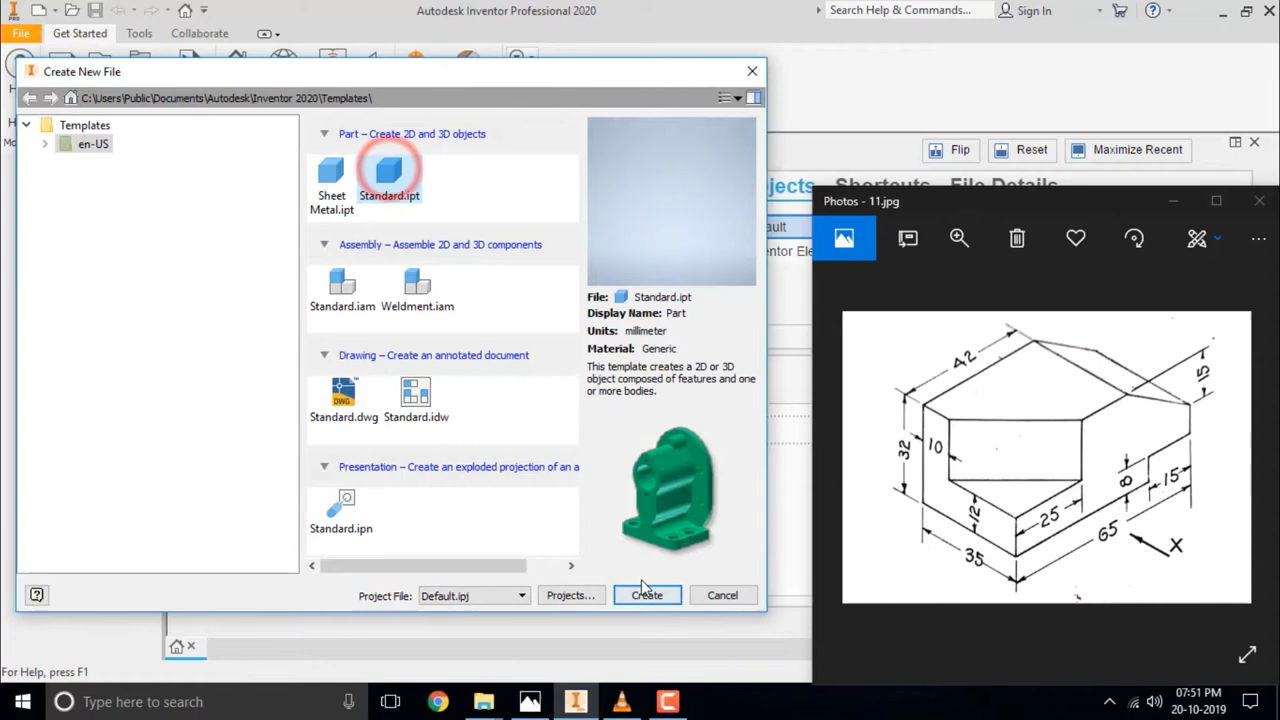 PRO
Autodesk Inventor Professional 2020
Search Help & Commands...
Sign In
File
Get Started
Tools
Collaborate
Create New File
C:\Users\Public\Documents\Autodesk\Inventor 2020\Templates\
Templates
en-US
Part – Create 2D and 3D objects
Sheet
Metal.ipt
Standard.ipt
Assembly – Assemble 2D and 3D components
Standard.iam
Weldment.iam
Drawing – Create an annotated document
DWG
Standard.dwg
Standard.idw
Presentation – Create an exploded projection of an a
Standard.ipn
File:
Standard.ipt
Display Name: Part
Units: millimeter
Material: Generic
This template creates a 2D or 3D
object composed of features and one
or more bodies.
Project File:
Default.ipj
Projects...
Create
Cancel
Flip
Reset
Maximize Recent
Shortcuts
File Details
Photos - 11.jpg
42
15
32
10
8
15
12
25
65
X
35
For Help, press F1
Type here to search
07:51 PM
20-10-2019